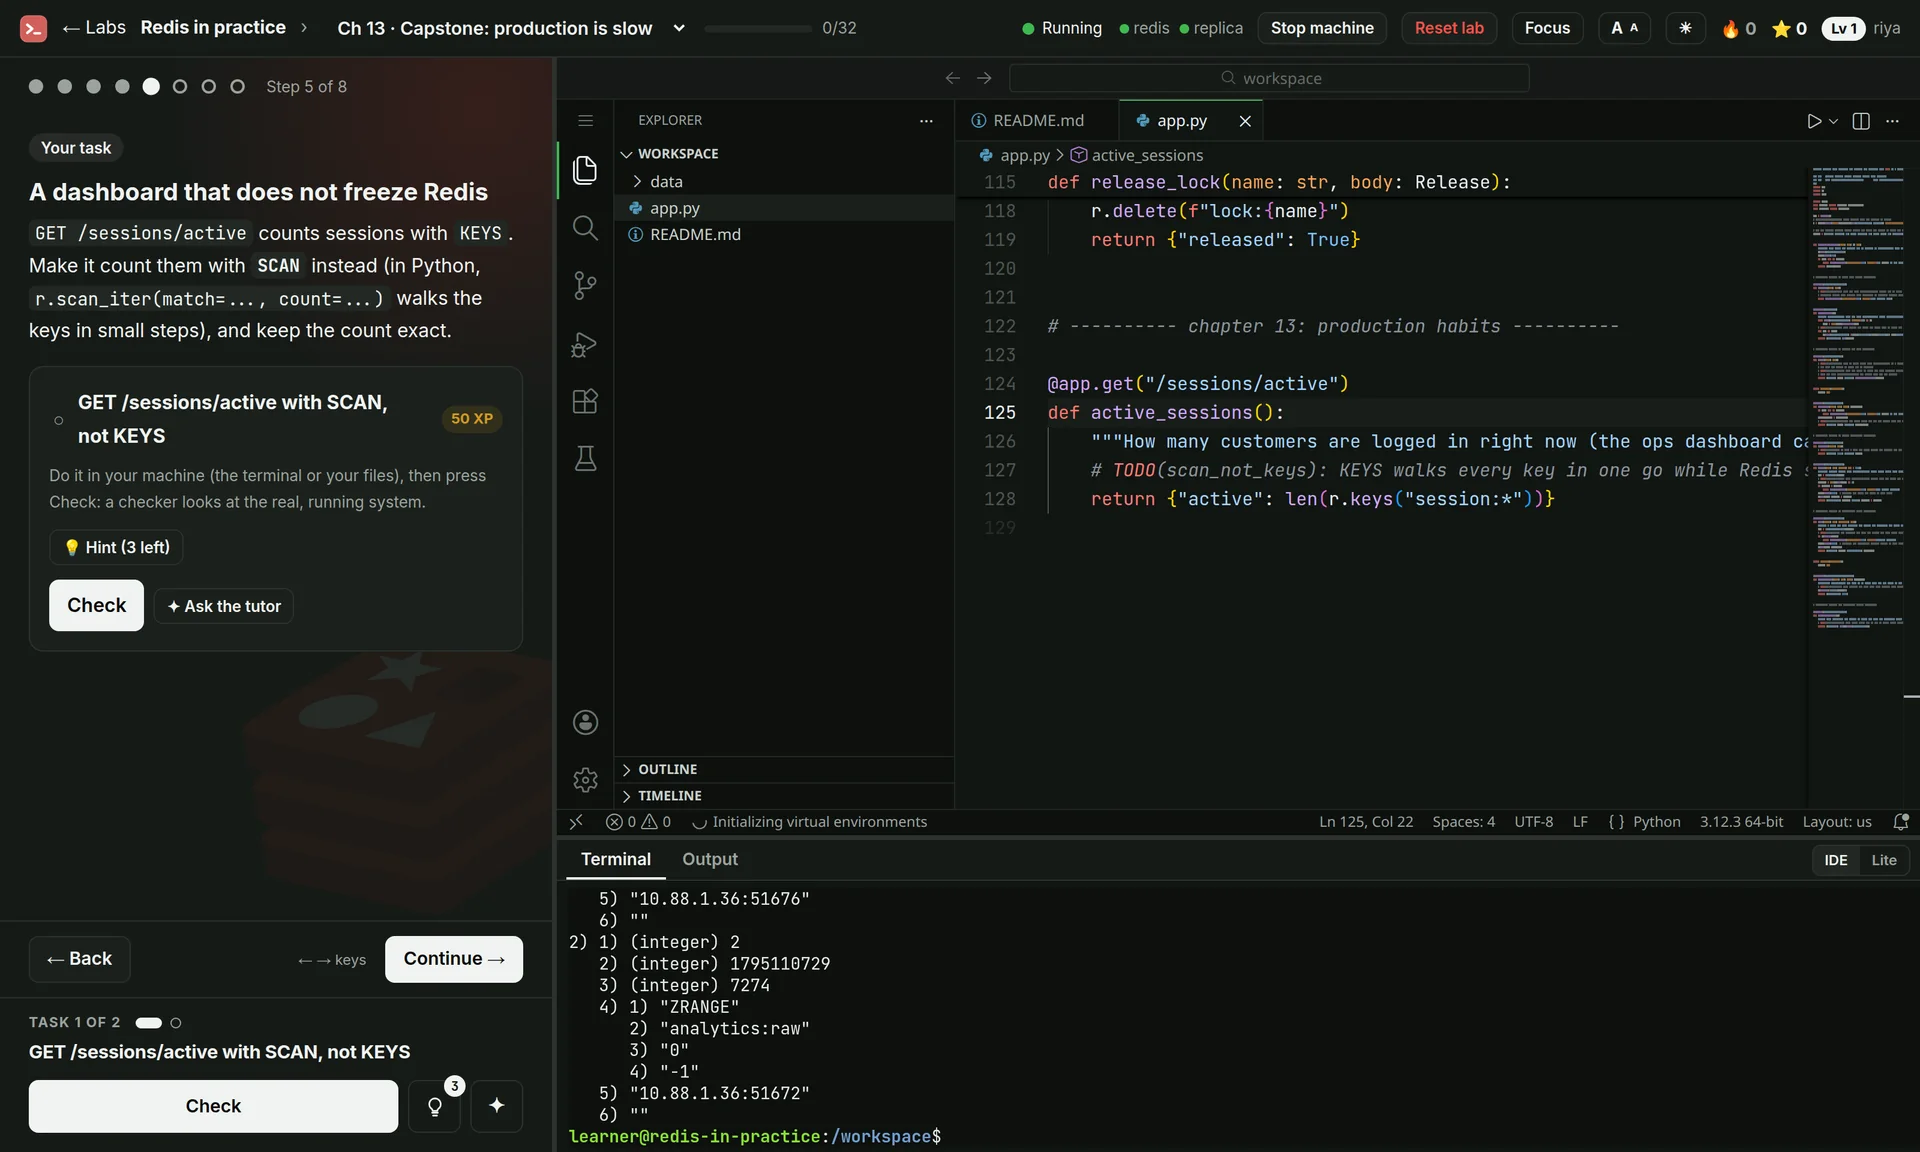 ← Labs Redis in practice › Ch 13 · Capstone: production is slow 0/32 Running redis replica Stop machine Reset lab Focus A A 0 0 Lv 1 riya
Step 5 of 8
Your task
A dashboard that does not freeze Redis
GET /sessions/active counts sessions with KEYS .
Make it count them with SCAN instead (in Python,
r.scan_iter(match=..., count=...) walks the
keys in small steps), and keep the count exact.
GET /sessions/active with SCAN,
not KEYS
50 XP
Do it in your machine (the terminal or your files), then press
Check: a checker looks at the real, running system.
Hint (3 left)
Check
Ask the tutor
← Back
←→ keys
Continue →
TASK 1 OF 2
GET /sessions/active with SCAN, not KEYS
Check
3
workspace
EXPLORER
WORKSPACE
data
app.py
README.md
OUTLINE
TIMELINE
README.md
app.py
app.py > active_sessions
115 def release_lock(name: str, body: Release):
118 r.delete(f"lock:{name}")
119 return {"released": True}
120
121
122 # ---------- chapter 13: production habits ----------
123
124 @app.get("/sessions/active")
125 def active_sessions():
126 """How many customers are logged in right now (the ops dashboard
127 # TODO(scan_not_keys): KEYS walks every key in one go while Redis
128 return {"active": len(r.keys("session:*"))}
129
0 0 Initializing virtual environments Ln 125, Col 22 Spaces: 4 UTF-8 LF { } Python 3.12.3 64-bit Layout: us
Terminal
Output
IDE
Lite
5) "10.88.1.36:51676"
6) ""
2) 1) (integer) 2
2) (integer) 1795110729
3) (integer) 7274
4) 1) "ZRANGE"
2) "analytics:raw"
3) "0"
4) "-1"
5) "10.88.1.36:51672"
6) ""
learner@redis-in-practice:/workspace$